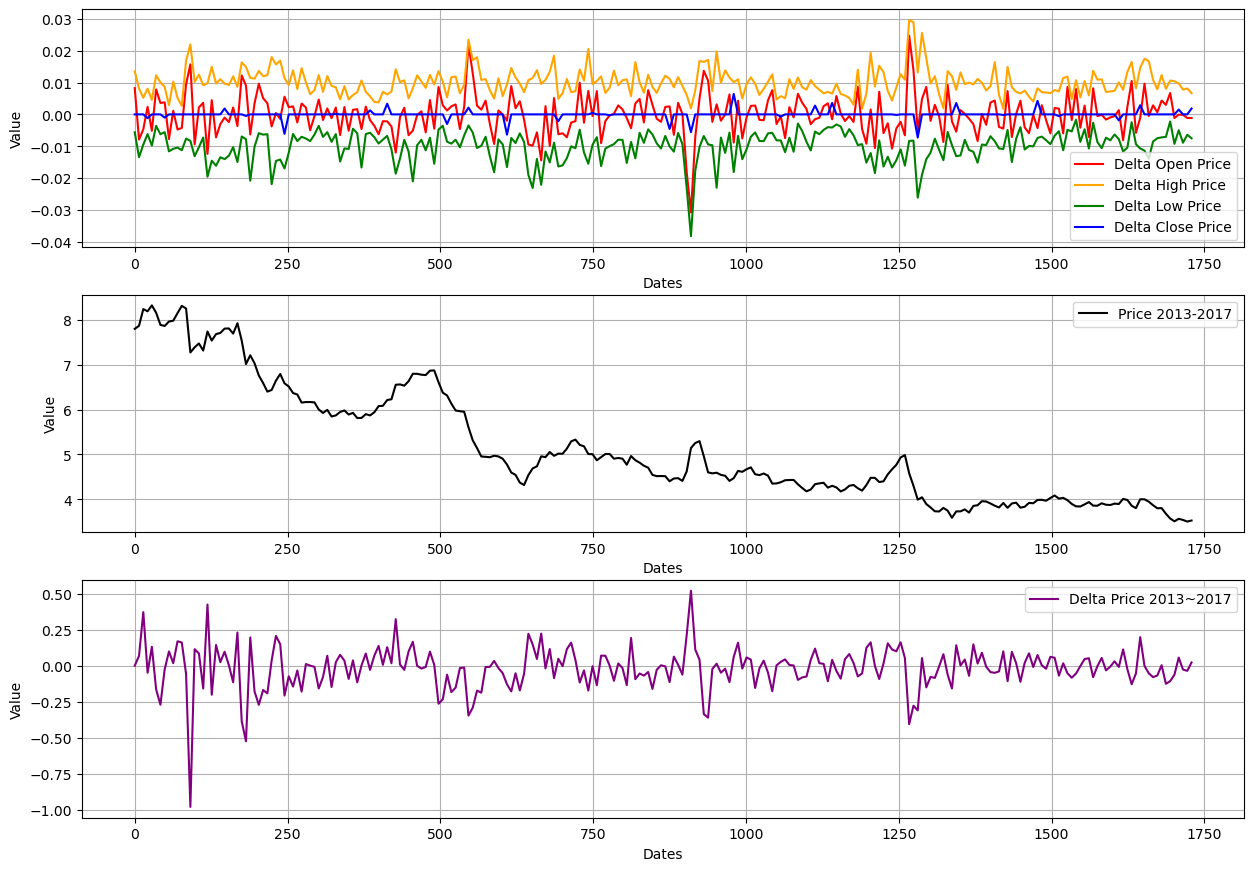 0.03
0.02
0.01
0.00
−0.01
−0.02
−0.03
−0.04
Value
Delta Open Price
Delta High Price
Delta Low Price
Delta Close Price
0 250 500 750 1000 1250 1500 1750
Dates
8
7
6
5
4
Value
Price 2013-2017
0 250 500 750 1000 1250 1500 1750
Dates
0.50
0.25
0.00
−0.25
−0.50
−0.75
−1.00
Value
Delta Price 2013~2017
0 250 500 750 1000 1250 1500 1750
Dates